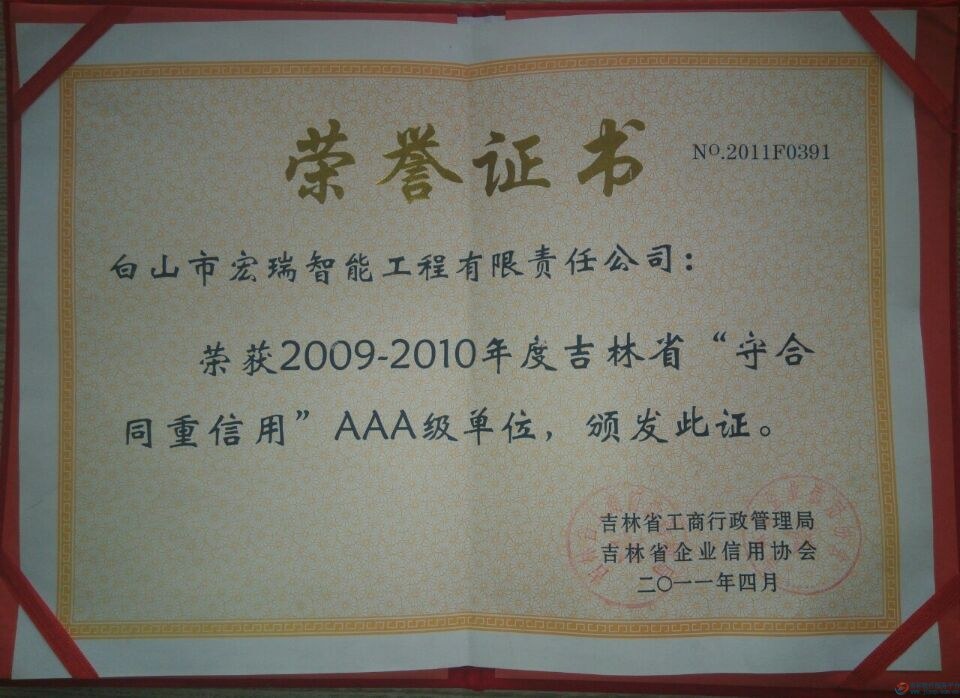 荣誉证书
NO.2011F0391
白山市宏瑞智能工程有限责任公司：
荣获2009-2010年度吉林省“守合
同重信用”AAA级单位，颁发此证。
吉林省工商行政管理局
吉林省企业信用协会
二〇一一年四月